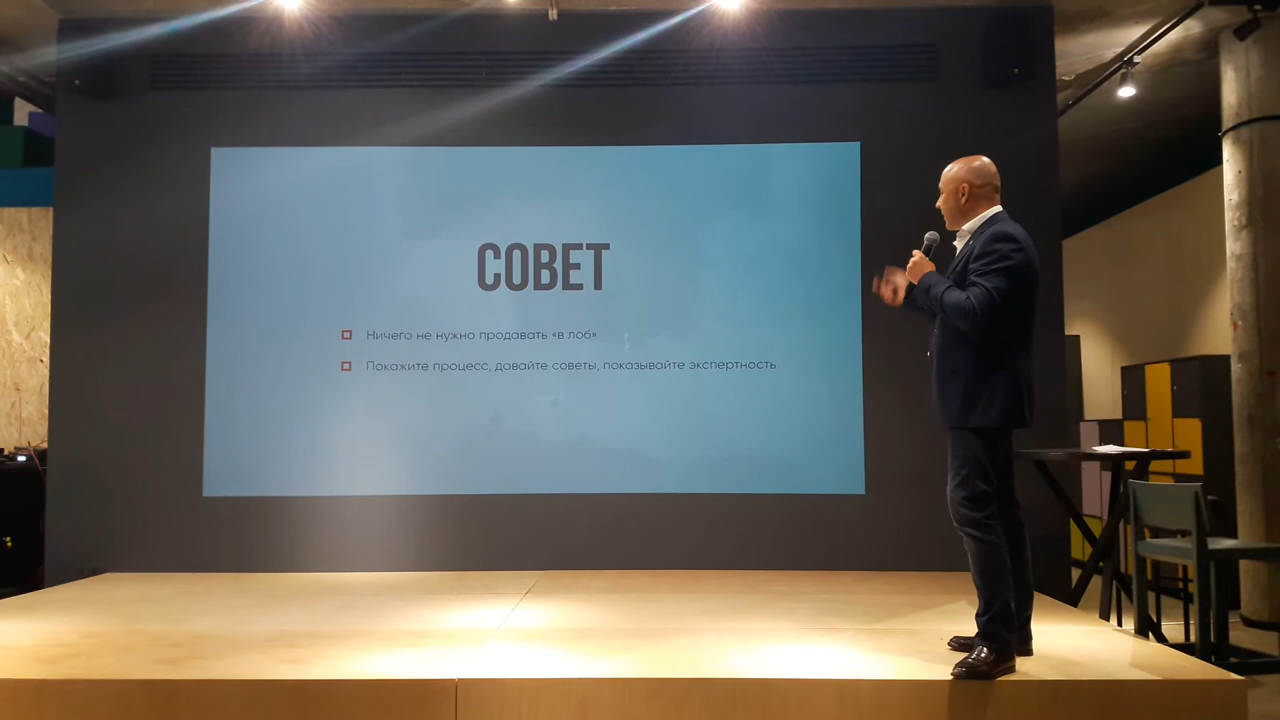 СОВЕТ
Ничего не нужно продавать «в лоб»
Покажите процесс, давайте советы, показывайте экспертность